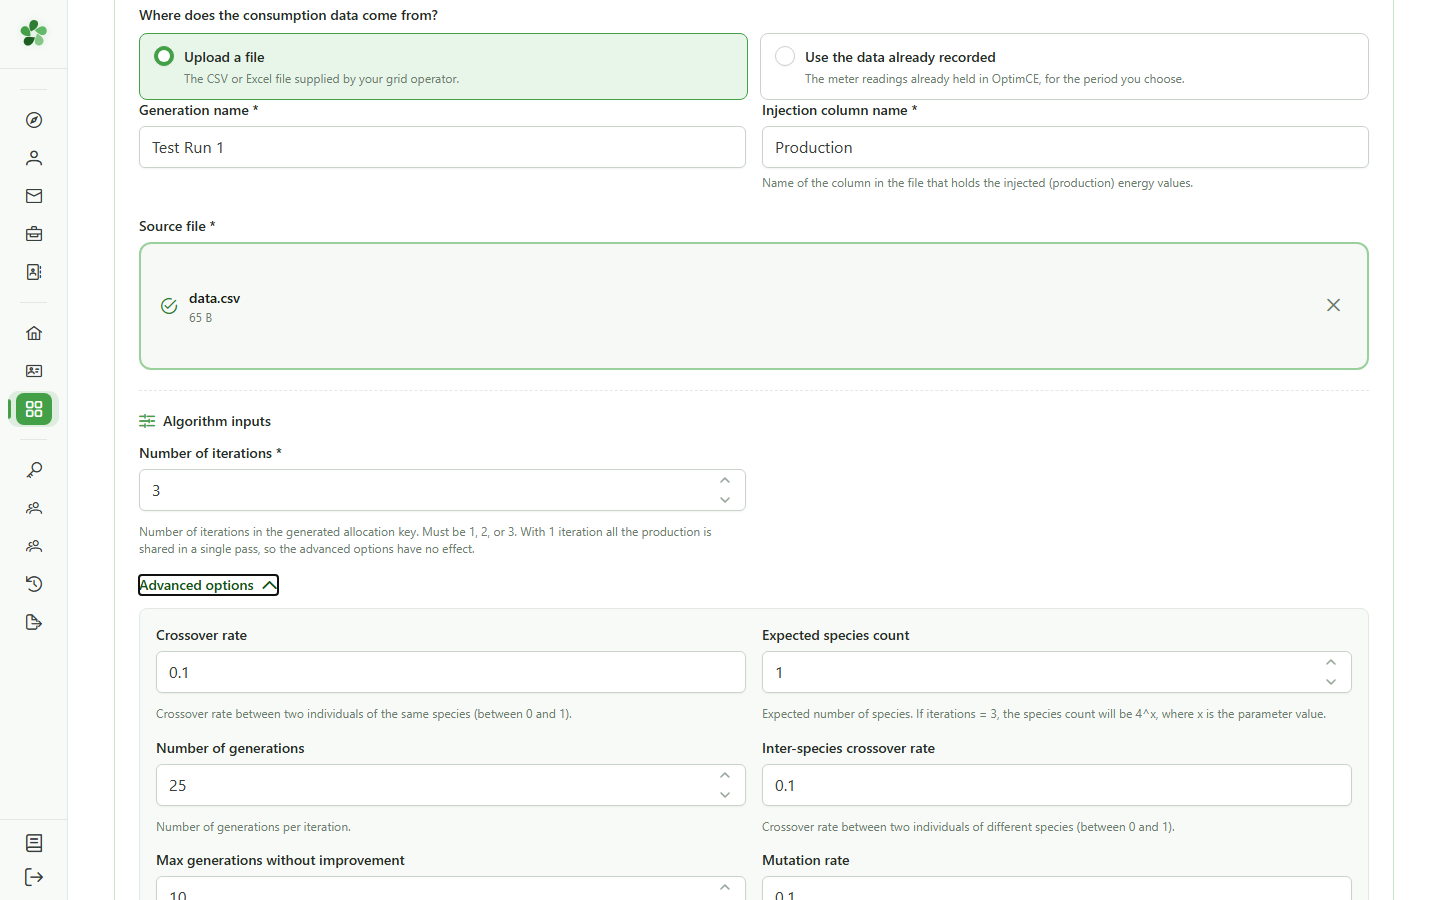 Where does the consumption data come from?
Upload a file
The CSV or Excel file supplied by your grid operator.
Use the data already recorded
The meter readings already held in OptimCE, for the period you choose.
Generation name *
Test Run 1
Injection column name *
Production
Name of the column in the file that holds the injected (production) energy values.
Source file *
data.csv
65 B
Algorithm inputs
Number of iterations *
3
Number of iterations in the generated allocation key. Must be 1, 2, or 3. With 1 iteration all the production is
shared in a single pass, so the advanced options have no effect.
Advanced options
Crossover rate
0.1
Crossover rate between two individuals of the same species (between 0 and 1).
Expected species count
1
Expected number of species. If iterations = 3, the species count will be 4^x, where x is the parameter value.
Number of generations
25
Number of generations per iteration.
Inter-species crossover rate
0.1
Crossover rate between two individuals of different species (between 0 and 1).
Max generations without improvement
10
Mutation rate
0.1